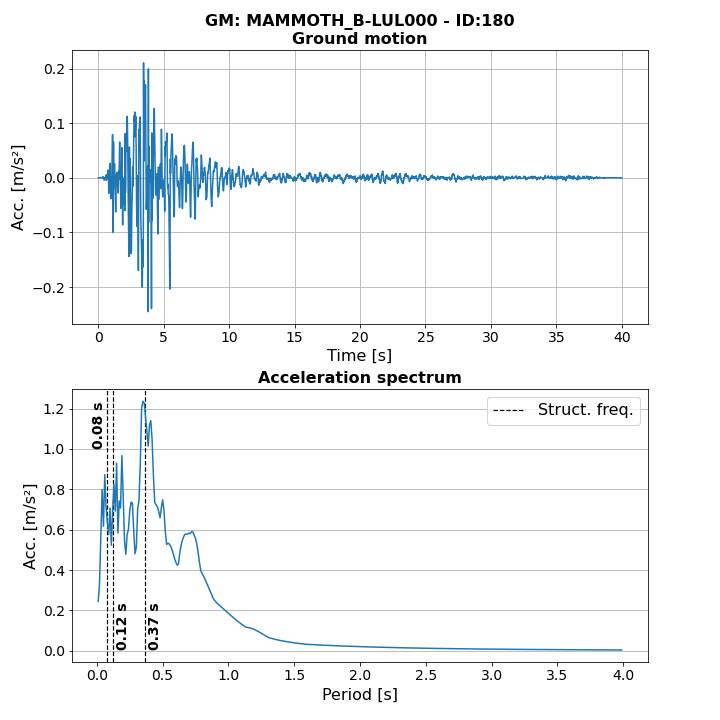 GM: MAMMOTH_B-LUL000 - ID:180
Ground motion
0.2
0.1
0.0
−0.1
−0.2
Acc. [m/s²]
0 5 10 15 20 25 30 35 40
Time [s]
Acceleration spectrum
Struct. freq.
0.08 s
0.12 s
0.37 s
1.2
1.0
0.8
0.6
0.4
0.2
0.0
Acc. [m/s²]
0.0 0.5 1.0 1.5 2.0 2.5 3.0 3.5 4.0
Period [s]